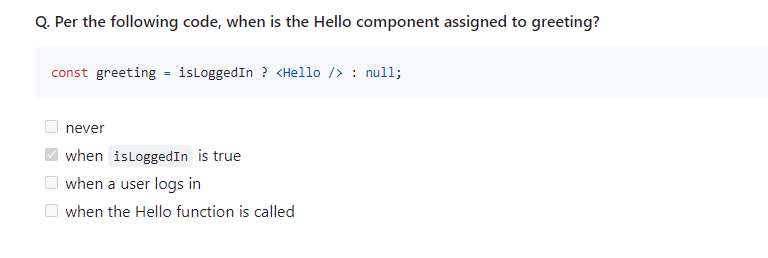 Q. Per the following code, when is the Hello component assigned to greeting?
const greeting = isLoggedIn ? <Hello /> : null;
never
when isLoggedIn is true
when a user logs in
when the Hello function is called